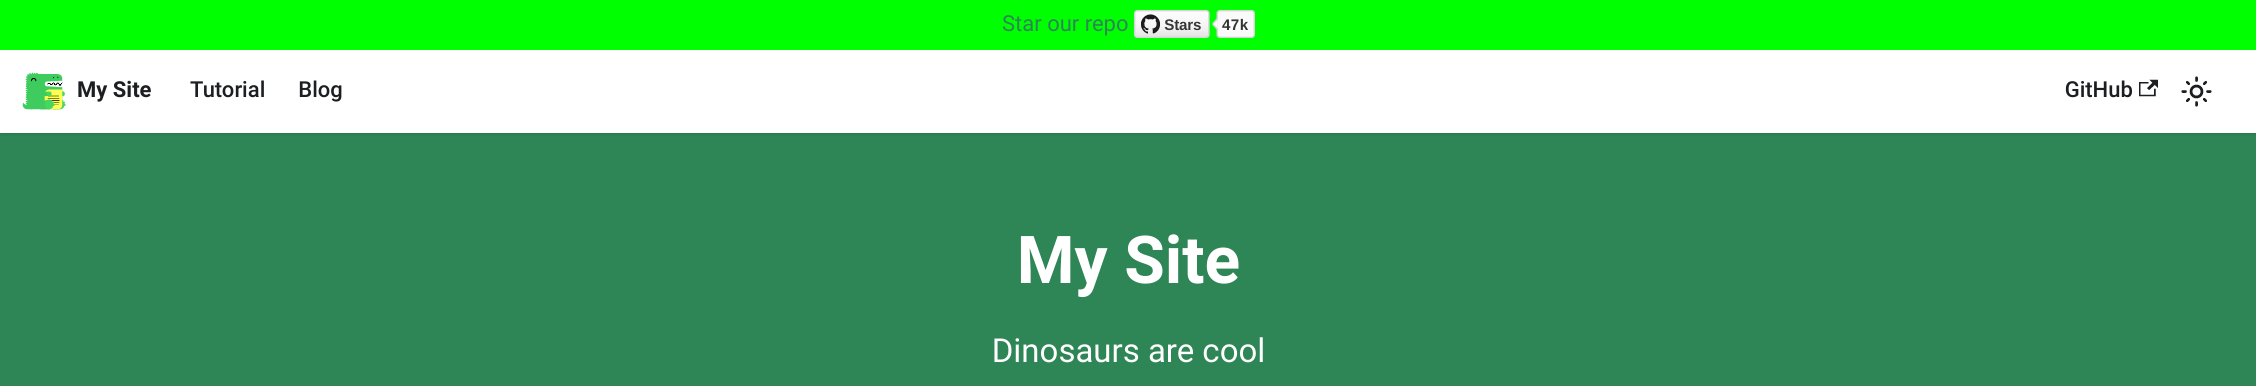 Star our repo Stars 47k
My Site Tutorial Blog GitHub
My Site
Dinosaurs are cool